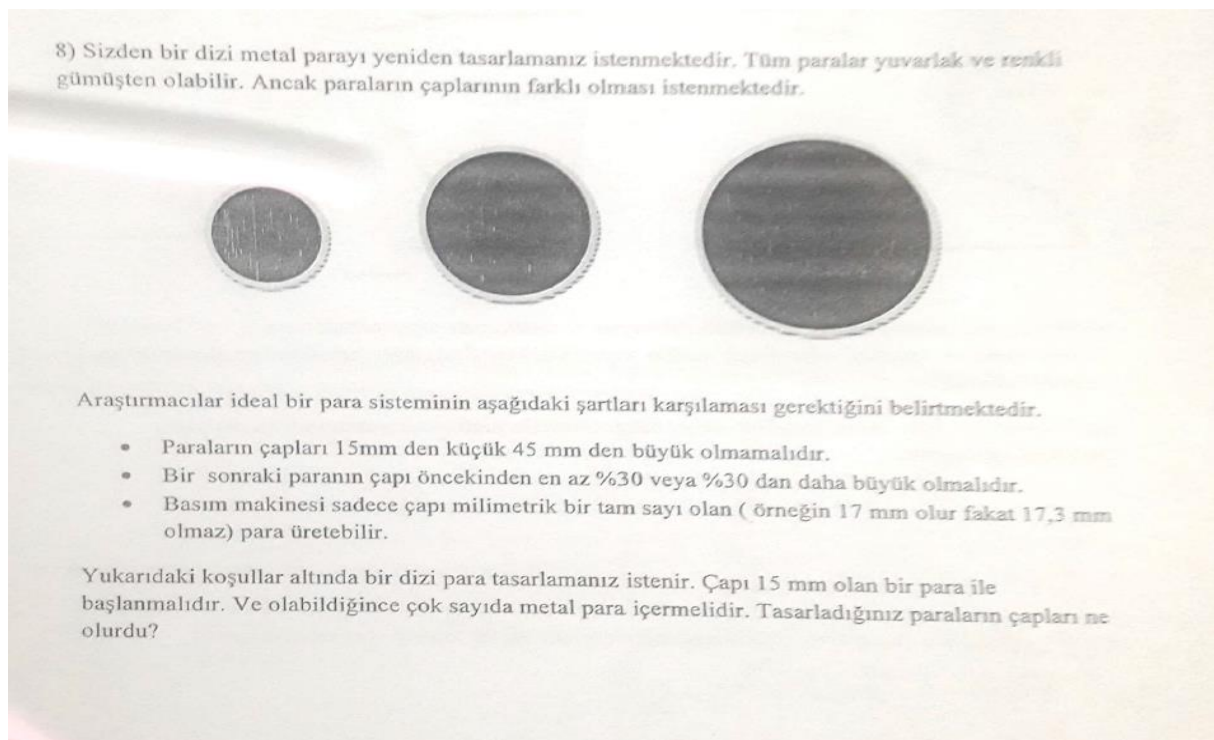 8) Sizden bir dizi metal parayı yeniden tasarlamanız istenmektedir. Tüm paralar yuvarlak ve renkli
gümüşten olabilir. Ancak paraların çaplarının farklı olması istenmektedir.
Araştırmacılar ideal bir para sisteminin aşağıdaki şartları karşılaması gerektiğini belirtmektedir.
• Paraların çapları 15mm den küçük 45 mm den büyük olmamalıdır.
• Bir sonraki paranın çapı öncekinden en az %30 veya %30 dan daha büyük olmalıdır.
• Basım makinesi sadece çapı milimetrik bir tam sayı olan ( örneğin 17 mm olur fakat 17,3 mm
olmaz) para üretebilir.
Yukarıdaki koşullar altında bir dizi para tasarlamanız istenir. Çapı 15 mm olan bir para ile
başlanmalıdır. Ve olabildiğince çok sayıda metal para içermelidir. Tasarladığınız paraların çapları ne
olurdu?